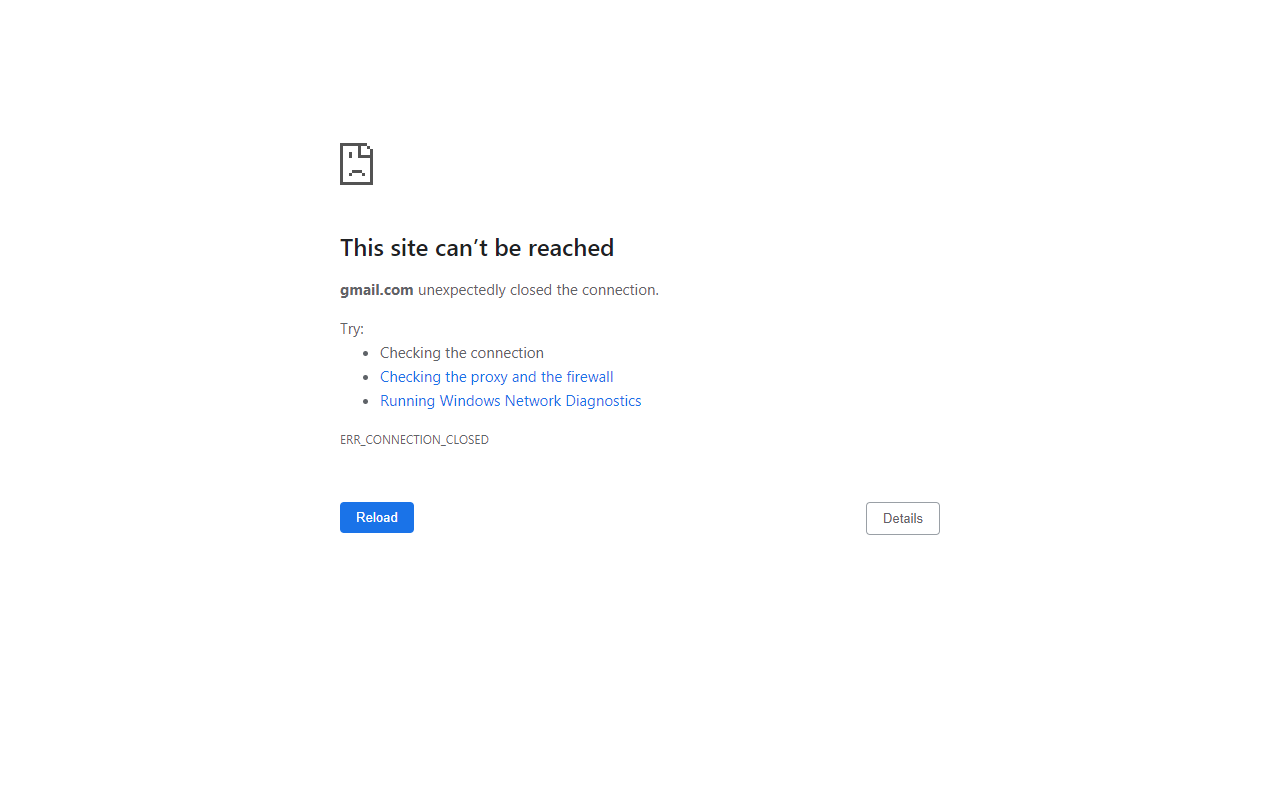 This site can’t be reached
gmail.com unexpectedly closed the connection.
Try:
Checking the connection
Checking the proxy and the firewall
Running Windows Network Diagnostics
ERR_CONNECTION_CLOSED
Reload
Details